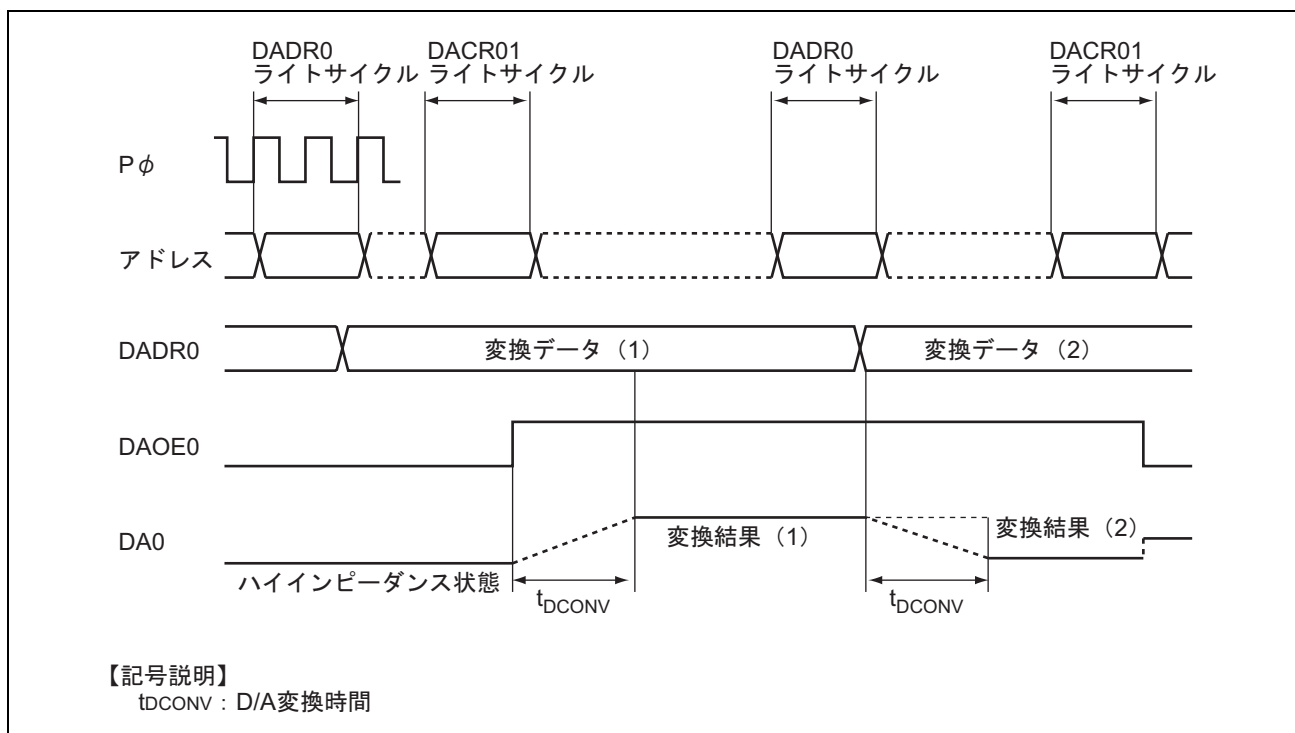 DADR0
ライトサイクル
DACR01
ライトサイクル
DADR0
ライトサイクル
DACR01
ライトサイクル
Pφ
アドレス
DADR0
変換データ（1）
変換データ（2）
DAOE0
DA0
変換結果（1）
変換結果（2）
ハイインピーダンス状態
tDCONV
tDCONV
【記号説明】
tDCONV：D/A変換時間